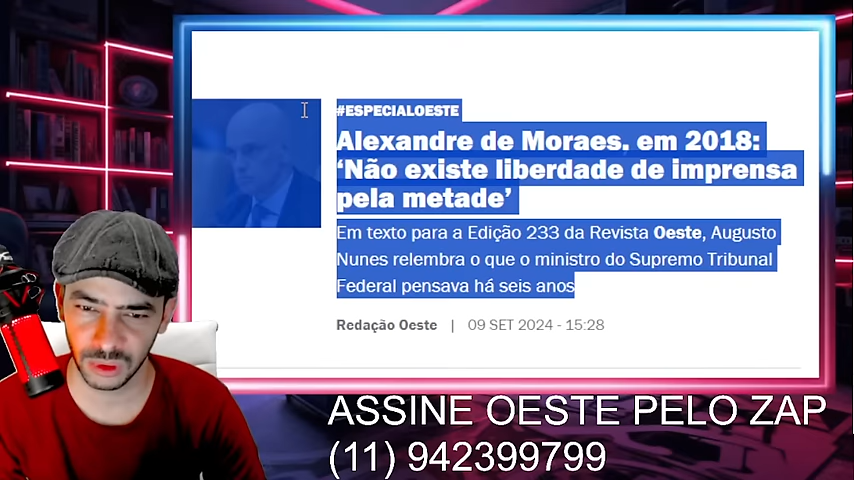 #ESPECIALOESTE
Alexandre de Moraes, em 2018:
‘Não existe liberdade de imprensa
pela metade’
Em texto para a Edição 233 da Revista Oeste, Augusto
Nunes relembra o que o ministro do Supremo Tribunal
Federal pensava há seis anos
Redação Oeste | 09 SET 2024 - 15:28
ASSINE OESTE PELO ZAP
(11) 942399799